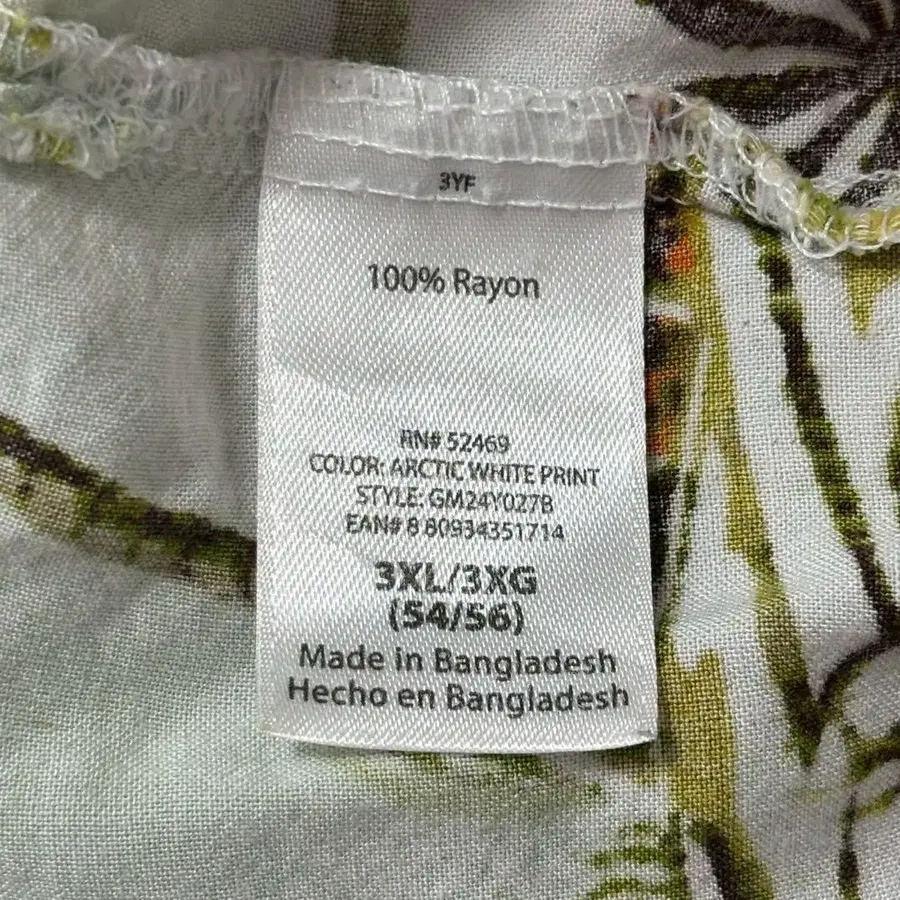 3YF
100% Rayon
RN# 52469
COLOR: ARCTIC WHITE PRINT
STYLE: GM24Y027B
EAN# 8 80934351714
3XL/3XG
(54/56)
Made in Bangladesh
Hecho en Bangladesh